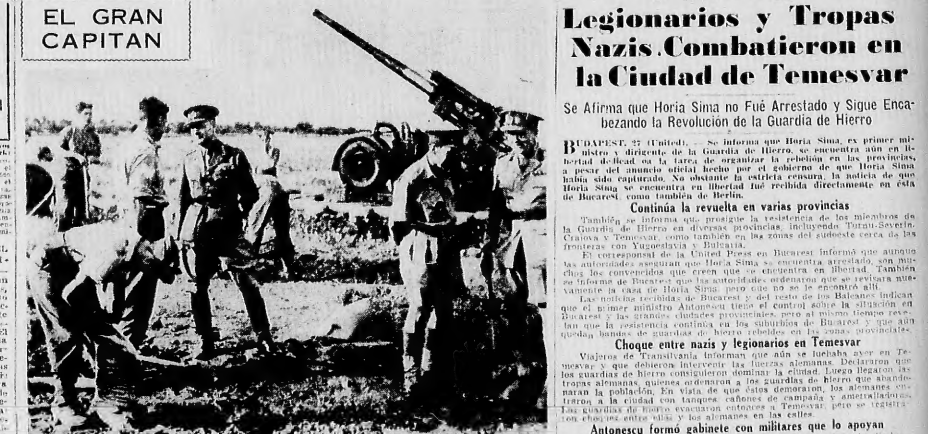 EL GRAN
CAPITAN
Legionarios y Tropas
Nazis Combatieron en
la Ciudad de Temesvar
Se Afirma que Horia Sima no Fué Arrestado y Sigue Enca-
bezando la Revolución de la Guardia de Hierro
BUDAPEST, 27 (United). — Se informa que Horia Sima, ex primer mi-
nistro y dirigente de la Guardia de Hierro, se encuentra aún en li-
bertad dedicado a la tarea de organizar la rebelión en las provincias,
a pesar del anuncio oficial hecho por el gobierno de que Horia Sima
había sido capturado. No obstante la estricta censura, la noticia de que
Horia Sima se encuentra en libertad fué recibida directamente en ésta
de Bucarest como también de Berlín.
Continúa la revuelta en varias provincias
También se informa que prosigue la resistencia de los miembros de
la Guardia de Hierro en diversas provincias, incluyendo Turnu-Severin,
Craiova y Temesvar, como también en las zonas del sudoeste cerca de las
fronteras con Yugoeslavia y Bulgaria.
El corresponsal de la United Press en Bucarest informó que aunque
las autoridades aseguran que Horia Sima se encuentra arrestado, son mu-
chos los convencidos que creen que se encuentra en libertad. También
se informa de Bucarest que las autoridades ordenaron que se revisara nue-
vamente la casa de Horia Sima, pero que no se le encontró allí.
Las noticias recibidas de Bucarest y del resto de los Balcanes indican
que el primer ministro Antonescu tiene el control sobre la situación en
Bucarest y las grandes ciudades provinciales, pero al mismo tiempo reve-
lan que la resistencia continúa en los suburbios de Bucarest y que aún
quedan bandas de guardias de hierro rebeldes en las zonas provinciales.
Choque entre nazis y legionarios en Temesvar
Viajeros de Transilvania informan que aún se luchaba ayer en Te-
mesvar y que debieron intervenir las fuerzas alemanas. Declararon que
los guardias de hierro consiguieron dominar la ciudad. Luego llegaron las
tropas alemanas, quienes ordenaron a los guardias de hierro que abando-
naran la población. En vista de que éstos demoraron, los alemanes en-
traron a la ciudad con tanques, cañones de campaña y ametralladoras.
Los guardias de hierro evacuaron entonces a Temesvar, pero se registra-
ron choques entre ellos y los alemanes en las calles.
Antonescu formó gabinete con militares que lo apoyan